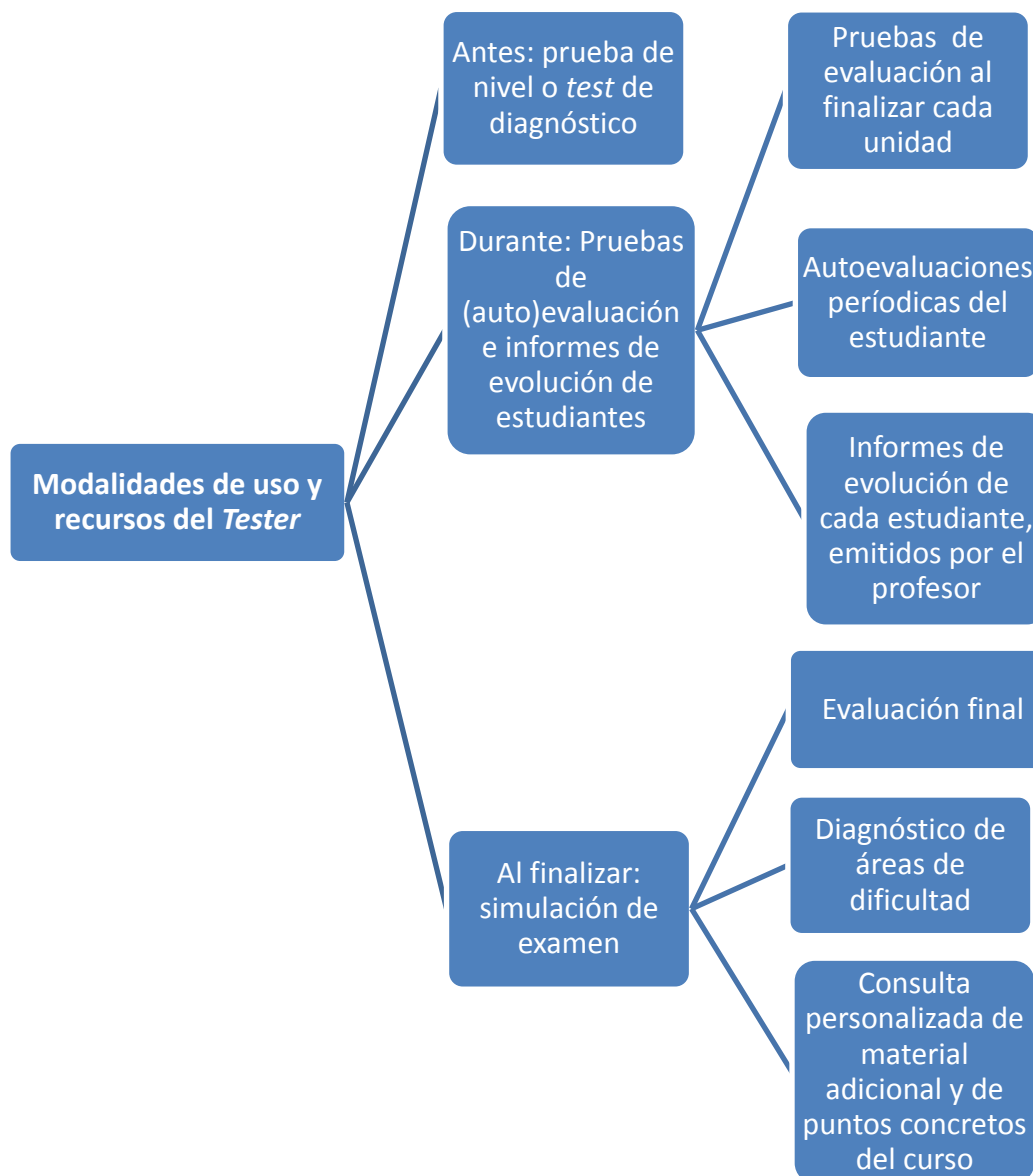 Modalidades de uso y
recursos del Tester
Antes: prueba de
nivel o test de
diagnóstico
Durante: Pruebas
de
(auto)evaluación
e informes de
evolución de
estudiantes
Pruebas de
evaluación al
finalizar cada
unidad
Autoevaluaciones
períodicas del
estudiante
Informes de
evolución de
cada estudiante,
emitidos por el
profesor
Al finalizar:
simulación de
examen
Evaluación final
Diagnóstico de
áreas de
dificultad
Consulta
personalizada de
material
adicional y de
puntos concretos
del curso